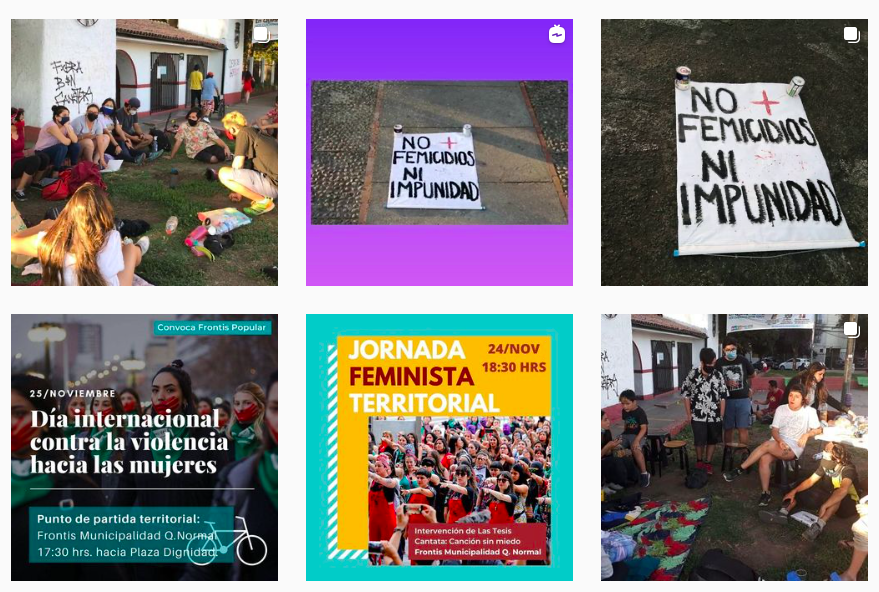 FUERA
NO +
FEMICIDIOS
NI
IMPUNIDAD
NO +
FEMICIDIOS
NI
IMPUNIDAD
Convoca Frontis Popular
25/NOVIEMBRE
Día internacional
contra la violencia
hacia las mujeres
Punto de partida territorial:
Frontis Municipalidad Q.Normal
17:30 hrs. hacia Plaza Dignidad.
JORNADA
FEMINISTA
TERRITORIAL
24/NOV
18:30 HRS
Intervención de Las Tesis
Cantata: Canción sin miedo
Frontis Municipalidad Q. Normal